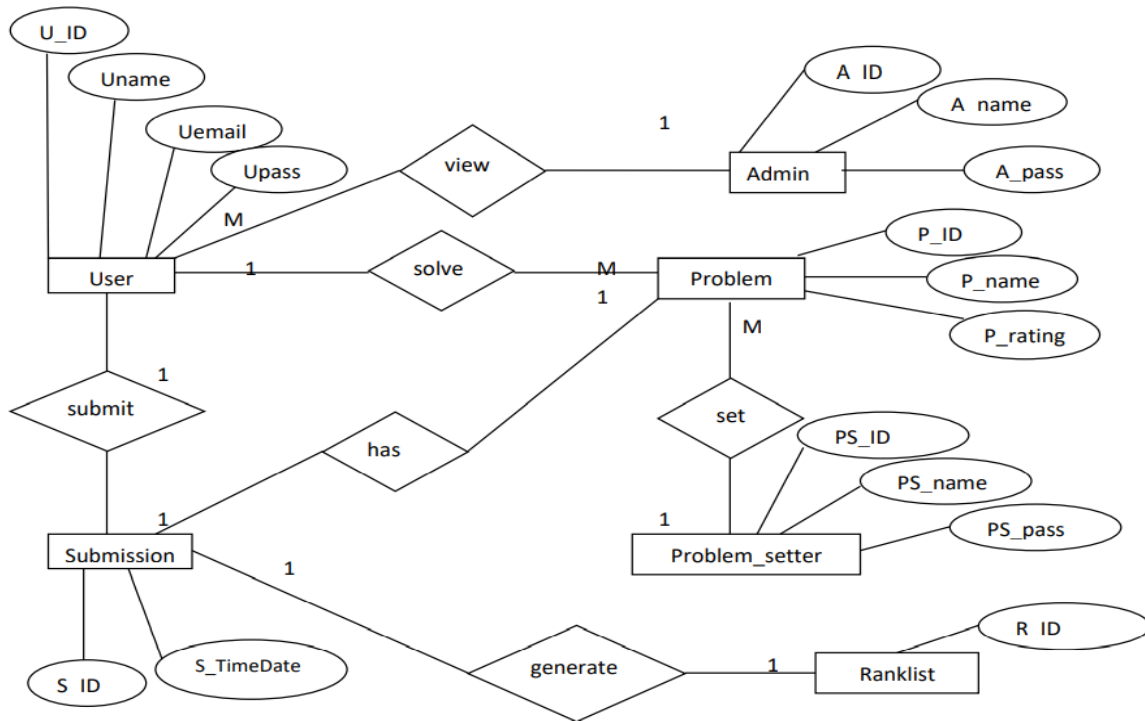 U_ID
Uname
Uemail
Upass
A ID
A name
A_pass
1
view
Admin
M
P_ID
P_name
P_rating
User
1
solve
M
Problem
1
M
1
submit
set
has
PS_ID
PS_name
PS_pass
1
1
Submission
Problem_setter
1
S_TimeDate
S ID
generate
1
R ID
Ranklist